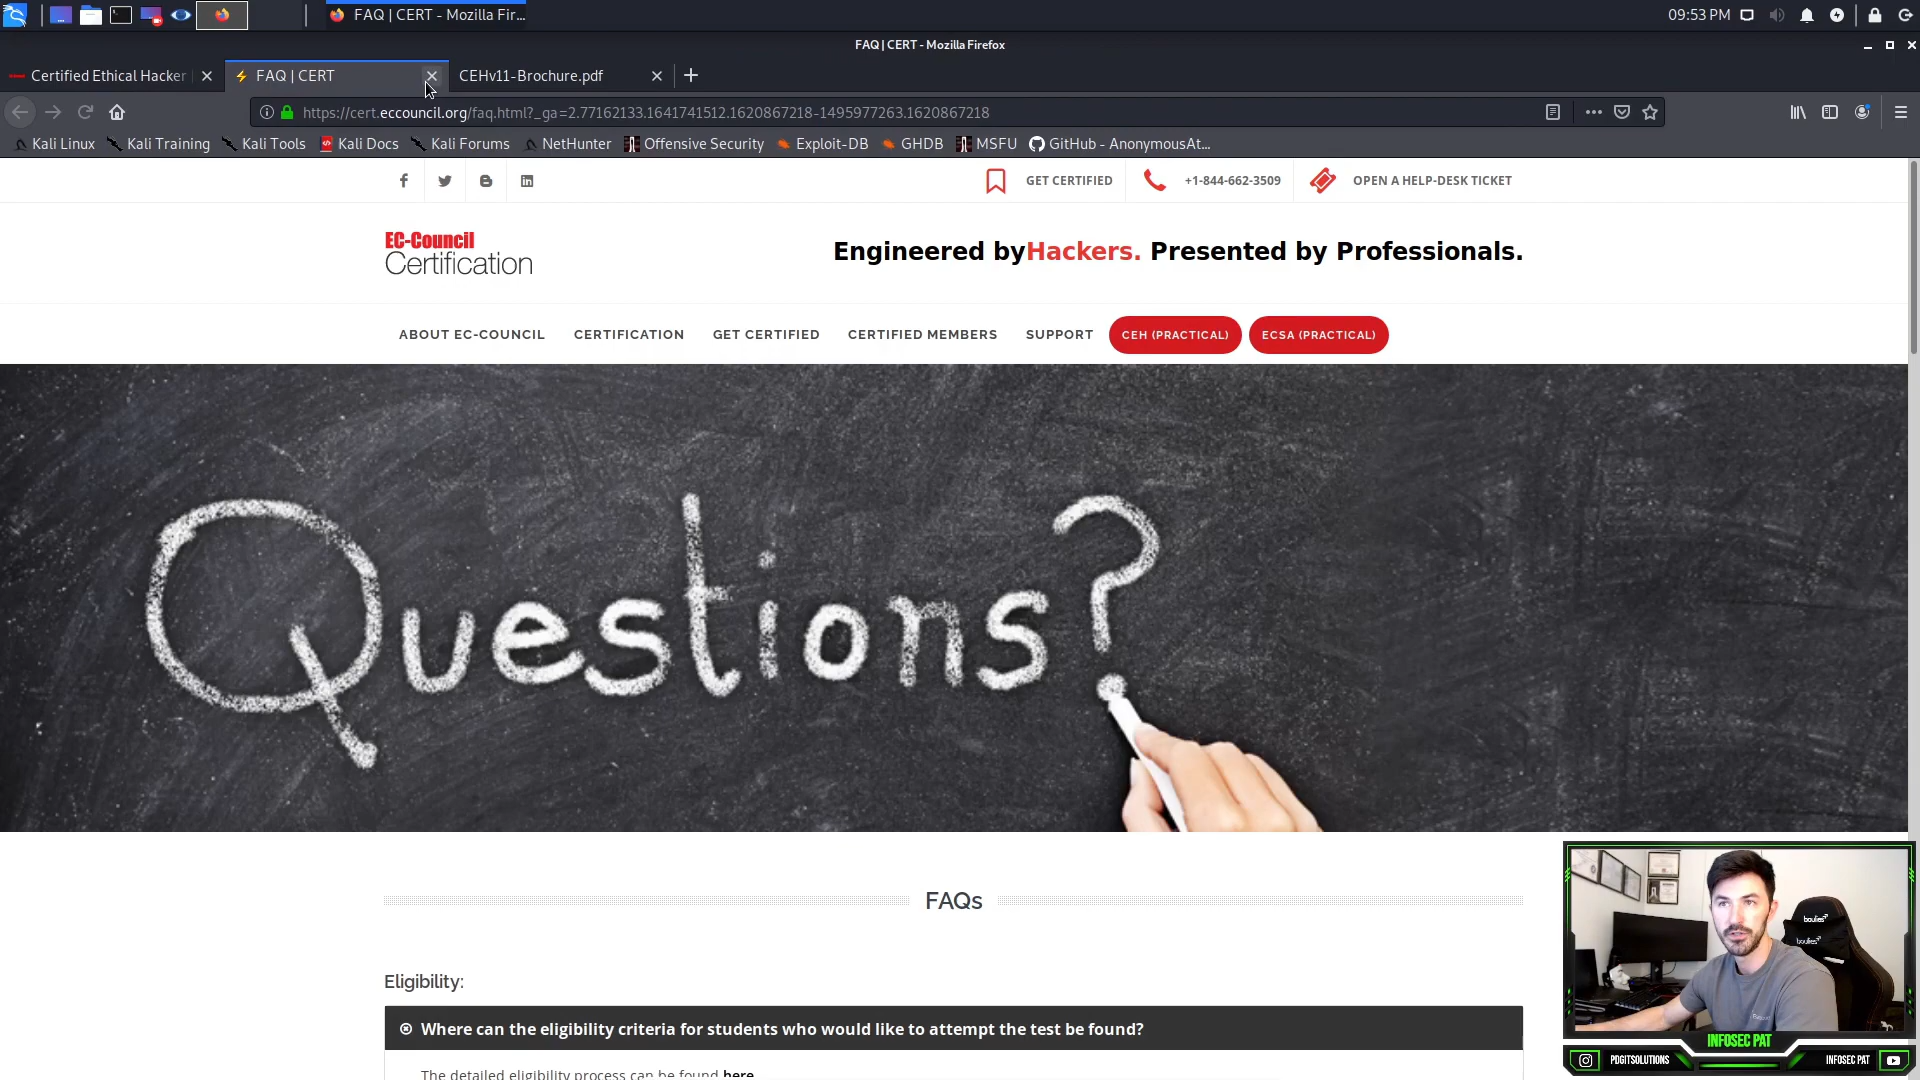 FAQ | CERT - Mozilla Fir...
09:53 PM
FAQ | CERT - Mozilla Firefox
Certified Ethical Hacker
FAQ | CERT
CEHv11-Brochure.pdf
https://cert.eccouncil.org/faq.html?_ga=2.77162133.1641741512.1620867218-1495977263.1620867218
Kali Linux
Kali Training
Kali Tools
Kali Docs
Kali Forums
NetHunter
Offensive Security
Exploit-DB
GHDB
MSFU
GitHub - AnonymousAt...
GET CERTIFIED
+1-844-662-3509
OPEN A HELP-DESK TICKET
EC-Council
Certification
Engineered byHackers. Presented by Professionals.
ABOUT EC-COUNCIL
CERTIFICATION
GET CERTIFIED
CERTIFIED MEMBERS
SUPPORT
CEH (PRACTICAL)
ECSA (PRACTICAL)
Questions?
FAQs
Eligibility:
Where can the eligibility criteria for students who would like to attempt the test be found?
The detailed eligibility process can be found here
boulies
boulies
INFOSEC PAT
PDGITSOLUTIONS
INFOSEC PAT